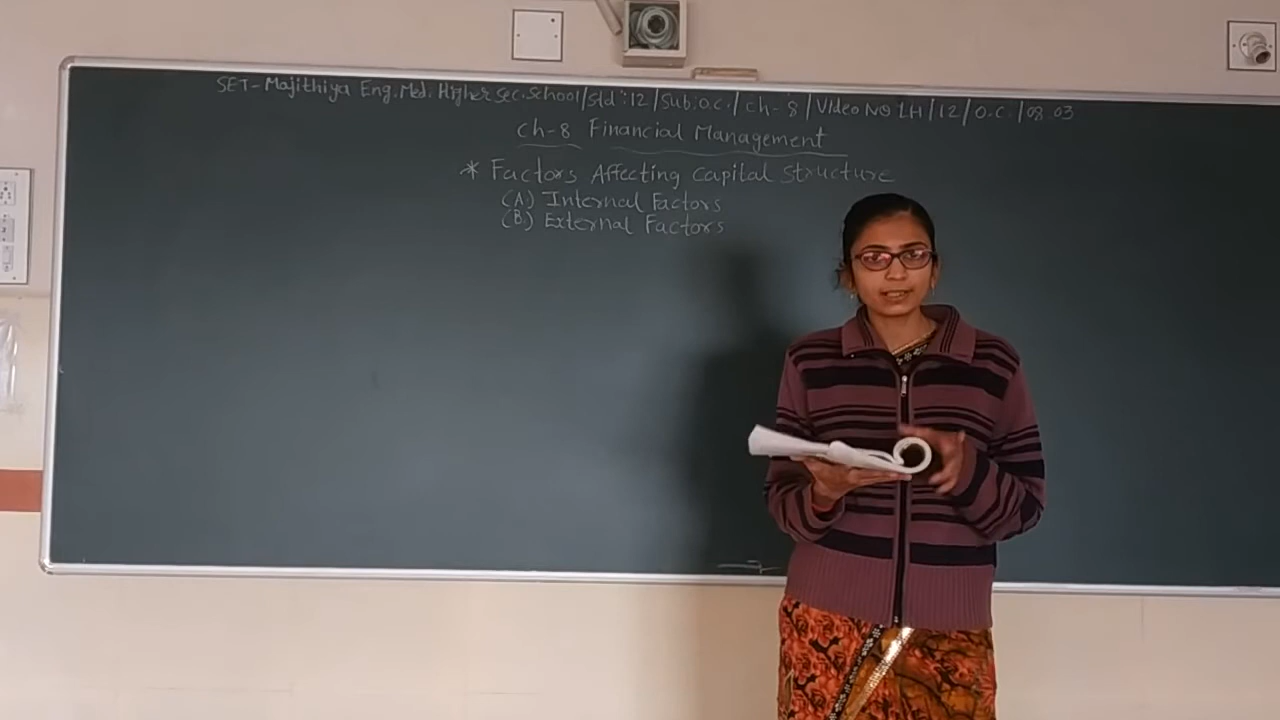 SET-Majithiya Eng. Med. Higher Sec. School/std:12/Sub:O.C./ch-8/Video NO LH/12/O.C./08.03
Ch-8 Financial Management
* Factors Affecting Capital Structure
(A) Internal Factors
(B) External Factors